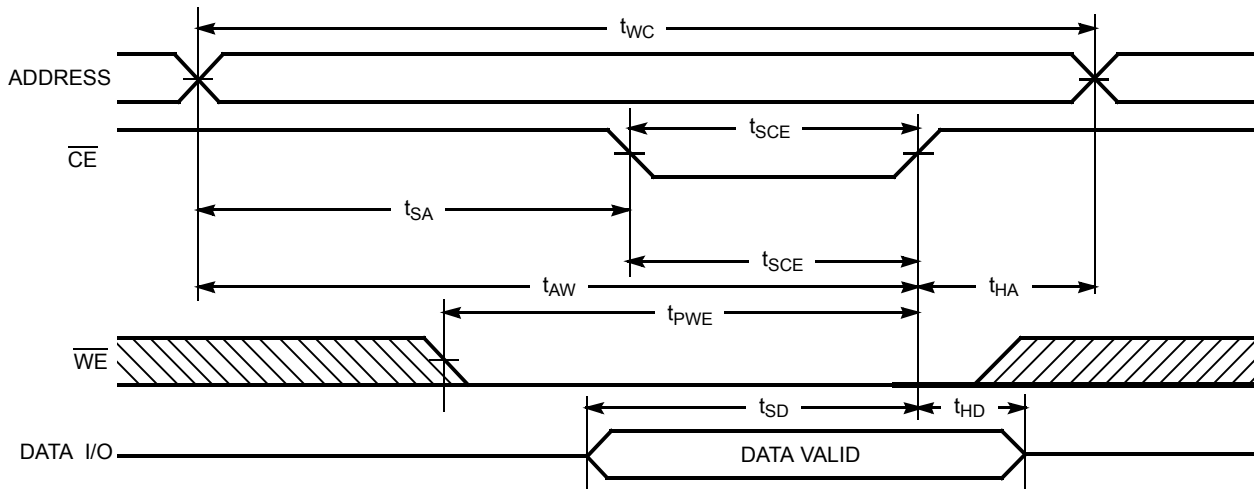 tWC
ADDRESS
tSCE
CE
tSA
tSCE
tAW
tHA
tPWE
WE
tSD
tHD
DATA I/O
DATA VALID